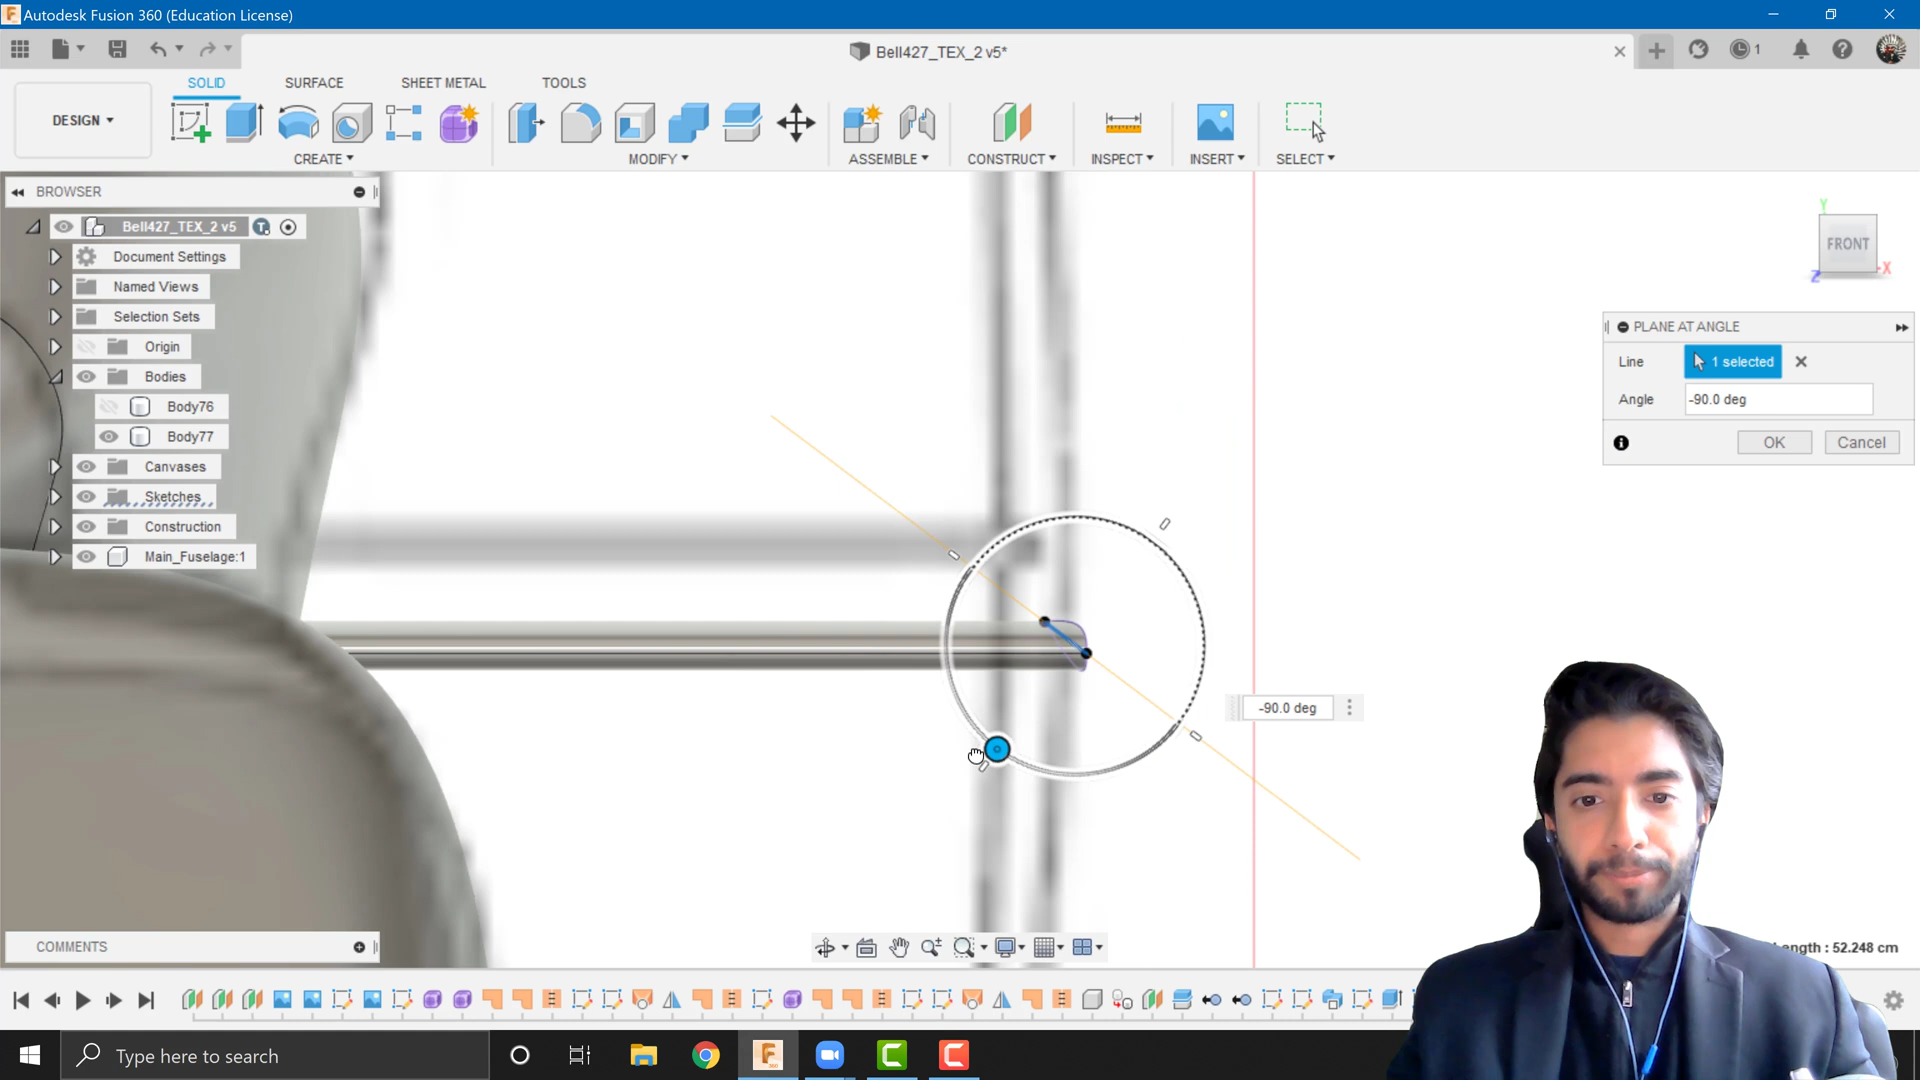 Autodesk Fusion 360 (Education License)
Bell427_TEX_2 v5*
1
SOLID
SURFACE
SHEET METAL
TOOLS
DESIGN
CREATE
MODIFY
ASSEMBLE
CONSTRUCT
INSPECT
INSERT
SELECT
BROWSER
Bell427_TEX_2 v5
Document Settings
Named Views
Selection Sets
Origin
Bodies
Body76
Body77
Canvases
Sketches
Construction
Main_Fuselage:1
Y
FRONT
X
Z
PLANE AT ANGLE
Line
1 selected
Angle
-90.0 deg
OK
Cancel
-90.0 deg
COMMENTS
ength : 52.248 cm
Type here to search